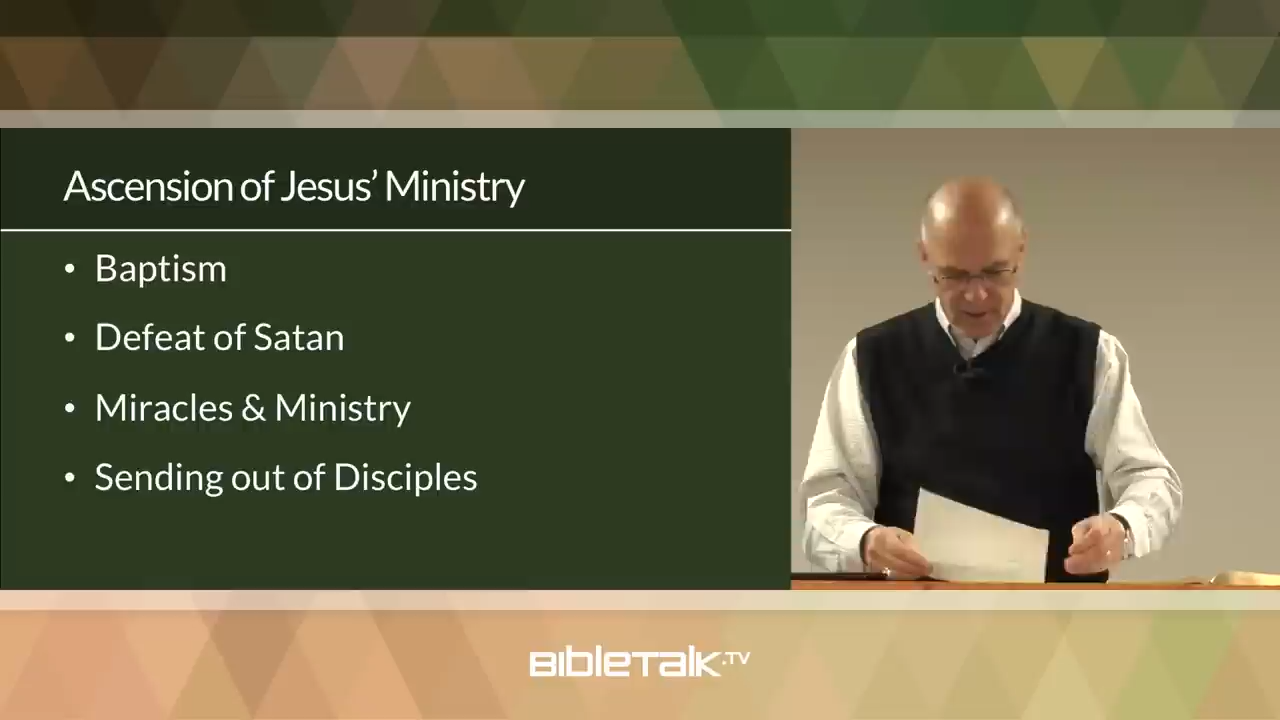 Ascension of Jesus’ Ministry
• Baptism
• Defeat of Satan
• Miracles & Ministry
• Sending out of Disciples
BIBLETALK.TV